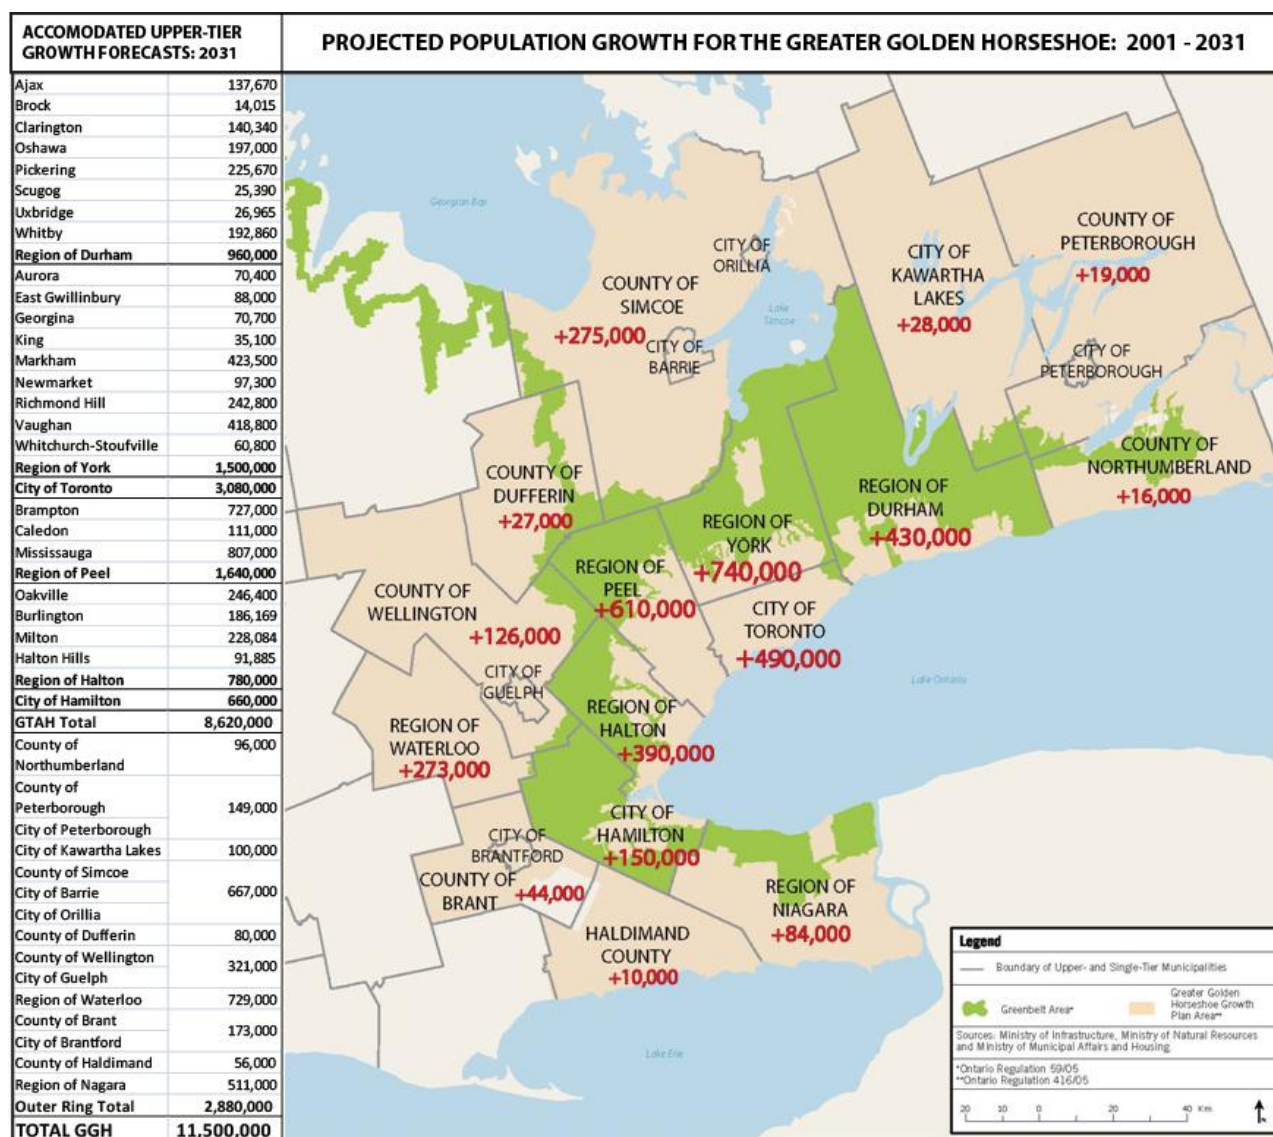 ACCOMODATED UPPER-TIER
GROWTH FORECASTS: 2031
PROJECTED POPULATION GROWTH FOR THE GREATER GOLDEN HORSESHOE: 2001 - 2031
Ajax 137,670
Brock 14,015
Clarington 140,340
Oshawa 197,000
Pickering 225,670
Scugog 25,390
Uxbridge 26,965
Whitby 192,860
Region of Durham 960,000
Aurora 70,400
East Gwillinbury 88,000
Georgina 70,700
King 35,100
Markham 423,500
Newmarket 97,300
Richmond Hill 242,800
Vaughan 418,800
Whitchurch-Stoufville 60,800
Region of York 1,500,000
City of Toronto 3,080,000
Brampton 727,000
Caledon 111,000
Mississauga 807,000
Region of Peel 1,640,000
Oakville 246,400
Burlington 186,169
Milton 228,084
Halton Hills 91,885
Region of Halton 780,000
City of Hamilton 660,000
GTAH Total 8,620,000
County of 96,000
Northumberland
County of
Peterborough 149,000
City of Peterborough
City of Kawartha Lakes 100,000
County of Simcoe
City of Barrie 667,000
City of Orillia
County of Dufferin 80,000
County of Wellington
321,000
City of Guelph
Region of Waterloo 729,000
County of Brant
173,000
City of Brantford
County of Haldimand 56,000
Region of Nagara 511,000
Outer Ring Total 2,880,000
TOTAL GGH 11,500,000
Georgian Bay
CITY OF
ORILLIA
COUNTY OF
SIMCOE
+275,000
Lake
Simcoe
CITY OF
BARRIE
CITY OF
KAWARTHA
LAKES
+28,000
COUNTY OF
PETERBOROUGH
+19,000
CITY OF
PETERBOROUGH
COUNTY OF
NORTHUMBERLAND
+16,000
COUNTY OF
DUFFERIN
+27,000
REGION OF
DURHAM
+430,000
REGION OF
YORK
+740,000
REGION OF
PEEL
+610,000
CITY OF
TORONTO
+490,000
COUNTY OF
WELLINGTON
+126,000
CITY OF
GUELPH
Lake Ontario
REGION OF
HALTON
+390,000
REGION OF
WATERLOO
+273,000
CITY OF
HAMILTON
+150,000
CITY OF
BRANTFORD
COUNTY OF
BRANT
+44,000
REGION OF
NIAGARA
+84,000
HALDIMAND
COUNTY
+10,000
Lake Erie
Legend
Boundary of Upper- and Single-Tier Municipalities
Greenbelt Area*
Greater Golden
Horseshoe Growth
Plan Area**
Sources: Ministry of Infrastructure, Ministry of Natural Resources
and Ministry of Municipal Affairs and Housing
*Ontario Regulation 59/05
**Ontario Regulation 416/05
20 10 0 20 40 Km